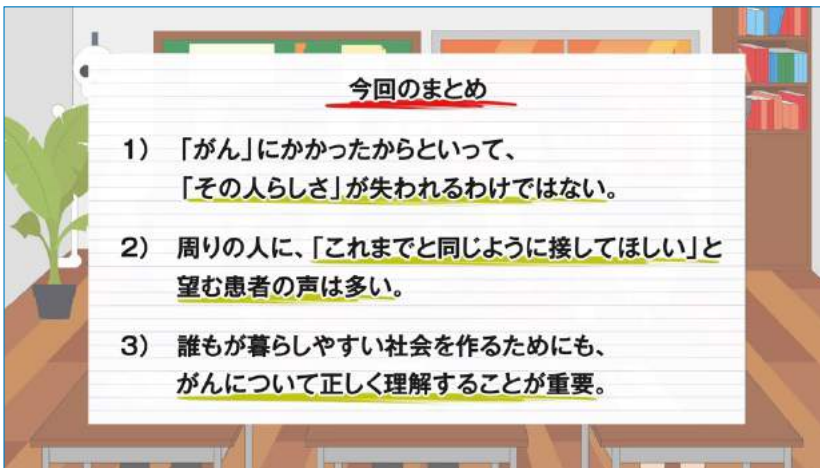 今回のまとめ
1) 「がん」にかかったからといって、
「その人らしさ」が失われるわけではない。
2) 周りの人に、「これまでと同じように接してほしい」と
望む患者の声は多い。
3) 誰もが暮らしやすい社会を作るためにも、
がんについて正しく理解することが重要。